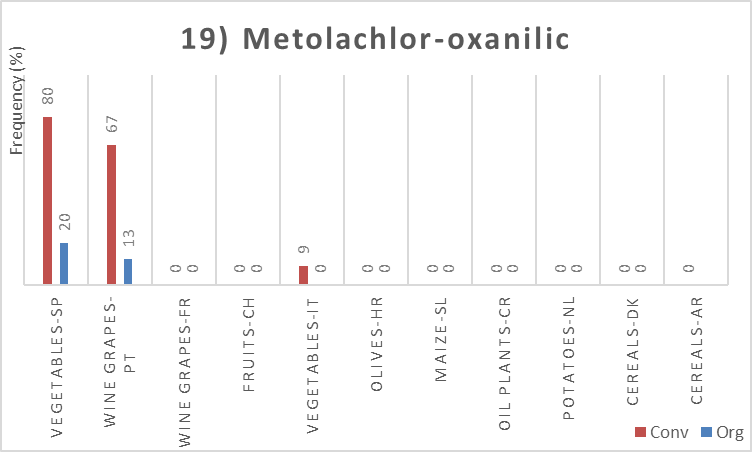 19) Metolachlor-oxanilic
Frequency (%)
80
20
67
13
0
0
0
0
9
0
0
0
0
0
0
0
0
0
0
0
0
VEGETABLES-SP
WINE GRAPES-
PT
WINE GRAPES-FR
FRUITS-CH
VEGETABLES-IT
OLIVES-HR
MAIZE-SL
OIL PLANTS-CR
POTATOES-NL
CEREALS-DK
CEREALS-AR
Conv
Org